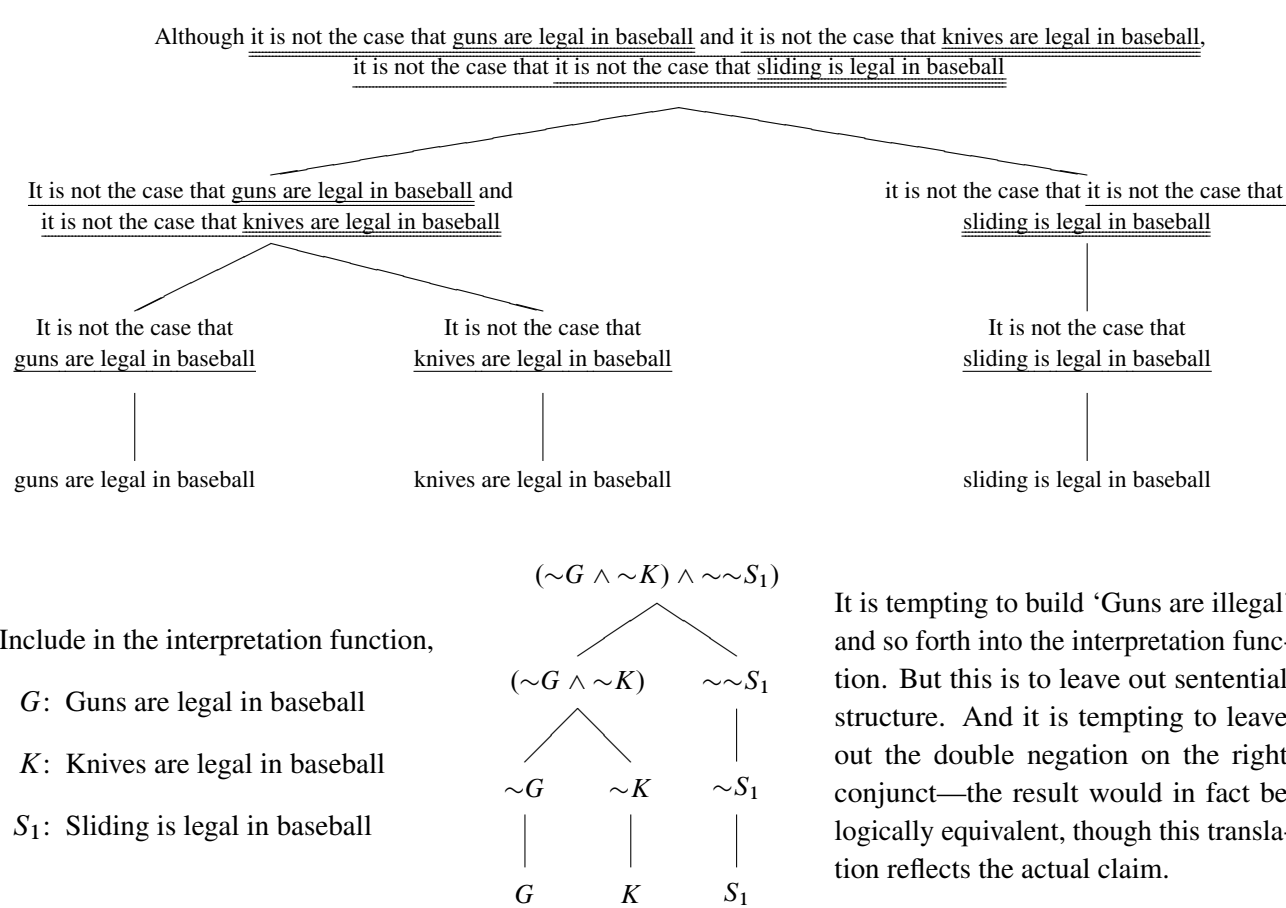 Although it is not the case that guns are legal in baseball and it is not the case that knives are legal in baseball,
it is not the case that it is not the case that sliding is legal in baseball
It is not the case that guns are legal in baseball and
it is not the case that knives are legal in baseball
it is not the case that it is not the case that
sliding is legal in baseball
It is not the case that
guns are legal in baseball
It is not the case that
knives are legal in baseball
It is not the case that
sliding is legal in baseball
guns are legal in baseball
knives are legal in baseball
sliding is legal in baseball
Include in the interpretation function,
G: Guns are legal in baseball
K: Knives are legal in baseball
S₁: Sliding is legal in baseball
(∼G ∧ ∼K) ∧ ∼∼S₁)
(∼G ∧ ∼K) ∼∼S₁
∼G ∼K ∼S₁
G K S₁
It is tempting to build ‘Guns are illegal’
and so forth into the interpretation func-
tion. But this is to leave out sentential
structure. And it is tempting to leave
out the double negation on the right
conjunct—the result would in fact be
logically equivalent, though this transla-
tion reflects the actual claim.